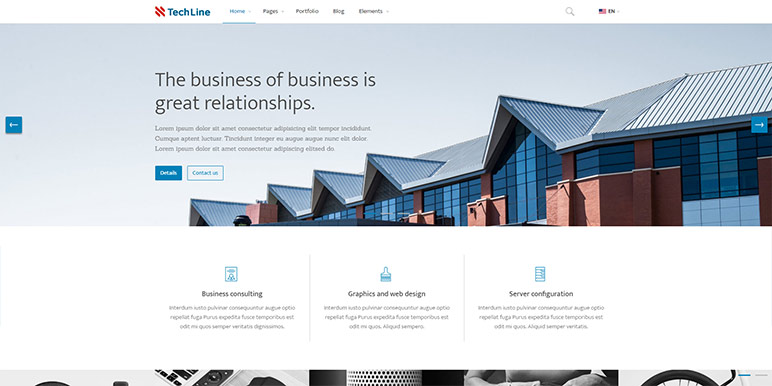 TechLine Home Pages Portfolio Blog Elements EN
The business of business is
great relationships.
Lorem ipsum dolor sit amet consectetur adipiscing elit tempor incididunt.
Cumque aptent luctuar. Tincidunt integer eu augue augue nunc elit dolor.
Lorem ipsum dolor sit amet consectetur adipiscing elitsed do.
Details Contact us
Business consulting
Interdum iusto pulvinar consequuntur augue optio
repellat fuga Purus expedita fusce temporibus est
odit mi quos semper veritatis dignissimos.
Graphics and web design
Interdum iusto pulvinar consequuntur augue optio
repellat fuga Purus expedita fusce temporibus est
odit mi quos. Aliquid sempers.
Server configuration
Interdum iusto pulvinar consequuntur augue optio
repellat fuga Purus expedita fusce temporibus est
odit mi quos. Aliquid semper veritatis.